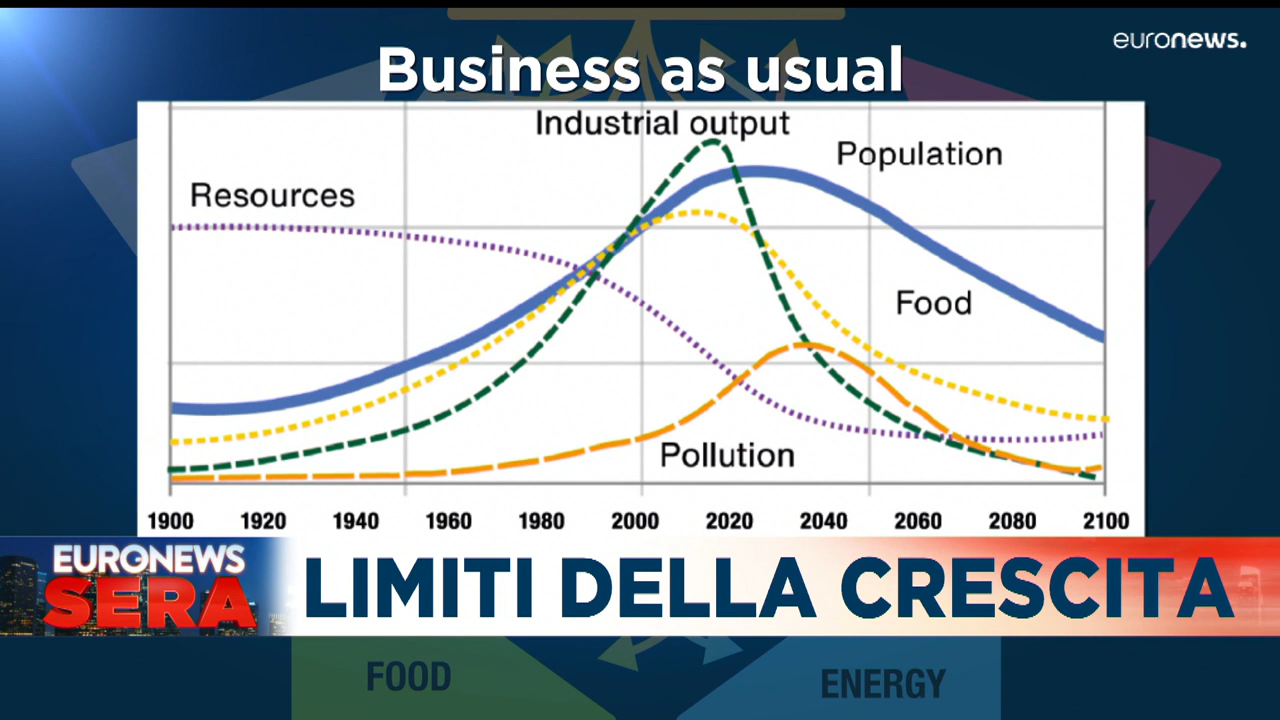 euronews.
Business as usual
Industrial output
Population
Resources
Food
Pollution
1900 1920 1940 1960 1980 2000 2020 2040 2060 2080 2100
EURONEWS
SERA
LIMITI DELLA CRESCITA
FOOD
ENERGY